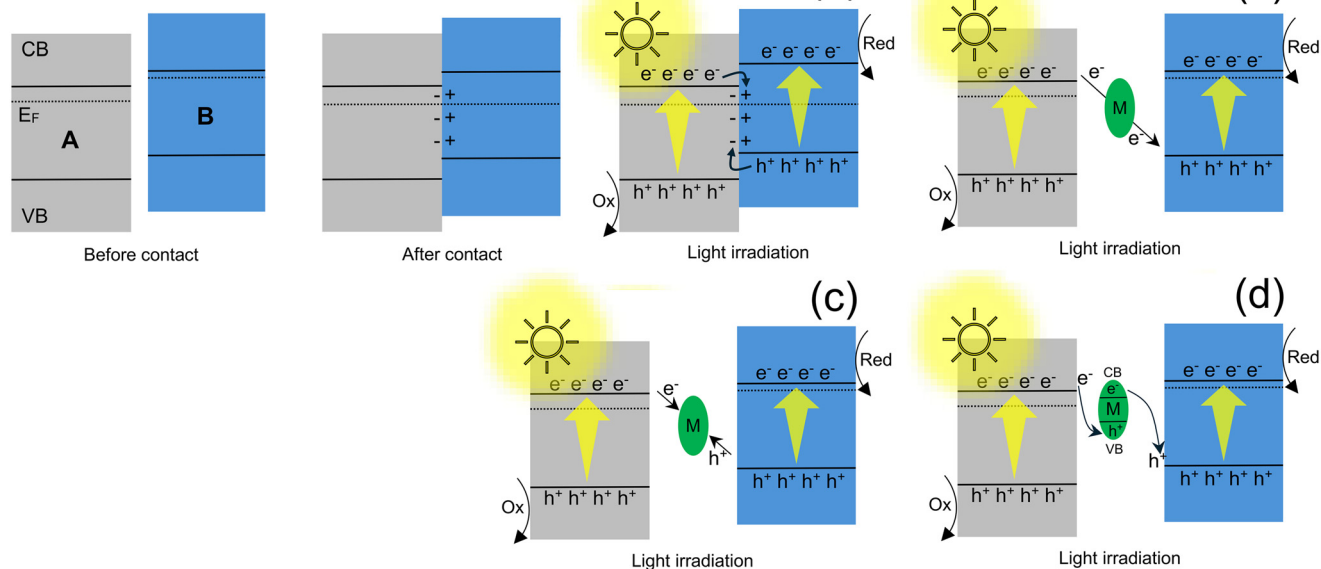 CB
E_F
A
VB
B
Before contact
- +
- +
- +
After contact
e⁻ e⁻ e⁻ e⁻
e⁻ e⁻ e⁻ e⁻
Red
- +
- +
- +
h⁺ h⁺ h⁺ h⁺
h⁺ h⁺ h⁺ h⁺
Ox
Light irradiation
e⁻ e⁻ e⁻ e⁻
e⁻
M
e⁻
e⁻ e⁻ e⁻ e⁻
Red
h⁺ h⁺ h⁺ h⁺
h⁺ h⁺ h⁺ h⁺
Ox
Light irradiation
(c)
e⁻ e⁻ e⁻ e⁻
e⁻
M
h⁺
e⁻ e⁻ e⁻ e⁻
Red
h⁺ h⁺ h⁺ h⁺
h⁺ h⁺ h⁺ h⁺
Ox
Light irradiation
(d)
e⁻ e⁻ e⁻ e⁻
e⁻
CB
e⁻
M
h⁺
VB
h⁺
e⁻ e⁻ e⁻ e⁻
Red
h⁺ h⁺ h⁺ h⁺
h⁺ h⁺ h⁺ h⁺
Ox
Light irradiation